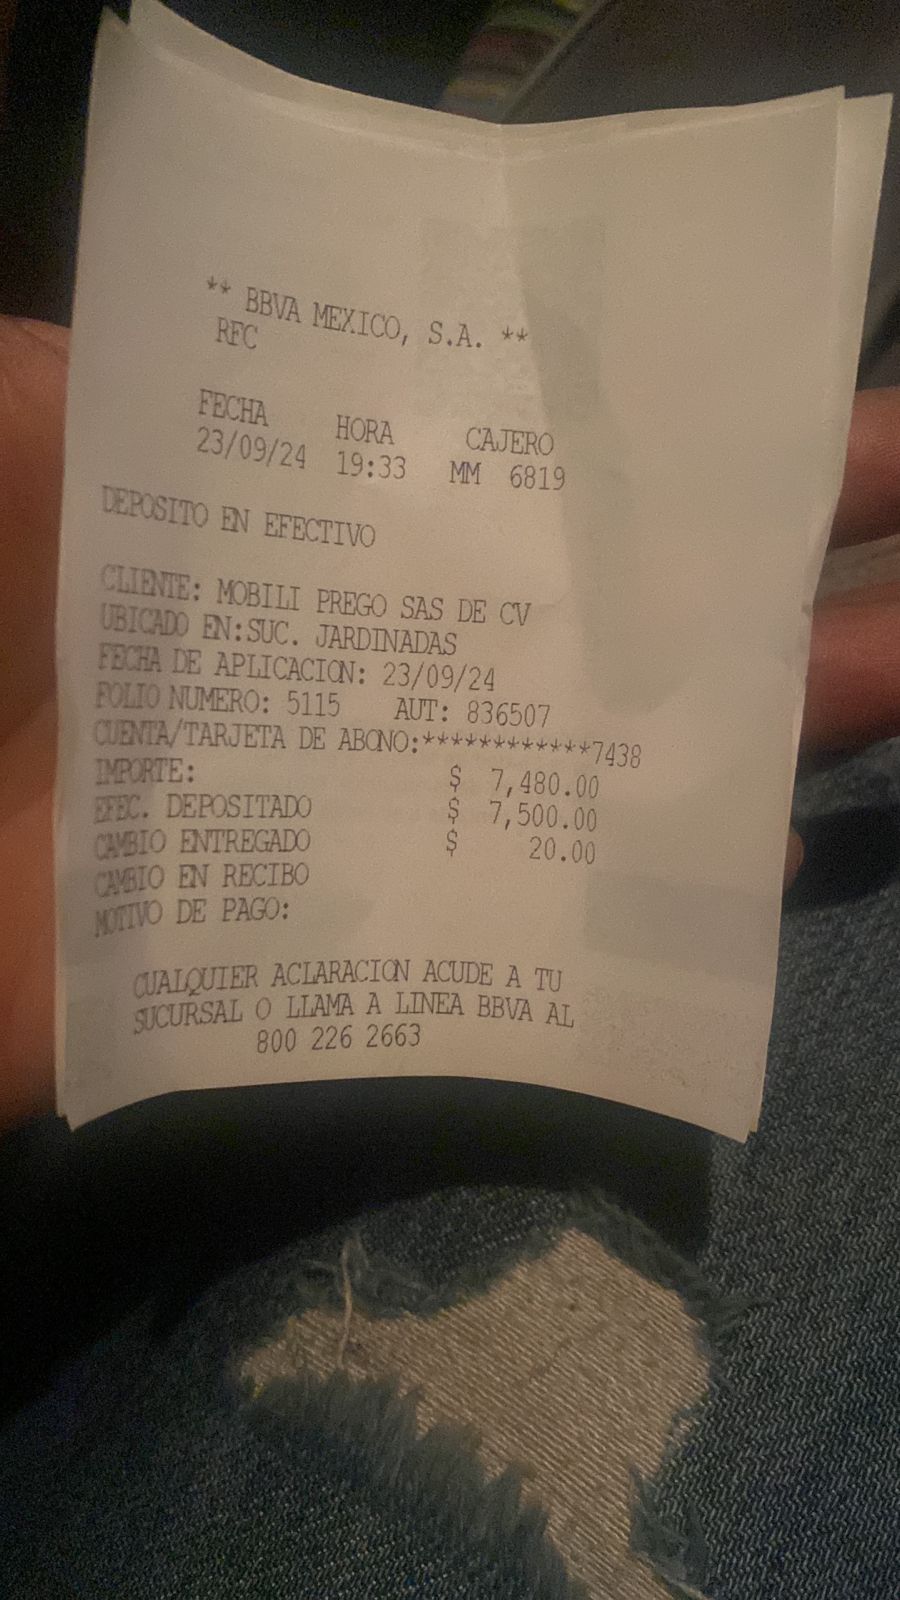 ** BBVA MEXICO, S.A. **
RFC
FECHA HORA CAJERO
23/09/24 19:33 MM 6819
DEPOSITO EN EFECTIVO
CLIENTE: MOBILI PREGO SAS DE CV
UBICADO EN:SUC. JARDINADAS
FECHA DE APLICACION: 23/09/24
FOLIO NUMERO: 5115 AUT: 836507
CUENTA/TARJETA DE ABONO:************7438
IMPORTE: $ 7,480.00
EFEC. DEPOSITADO $ 7,500.00
CAMBIO ENTREGADO $ 20.00
CAMBIO EN RECIBO
MOTIVO DE PAGO:
CUALQUIER ACLARACION ACUDE A TU
SUCURSAL O LLAMA A LINEA BBVA AL
800 226 2663